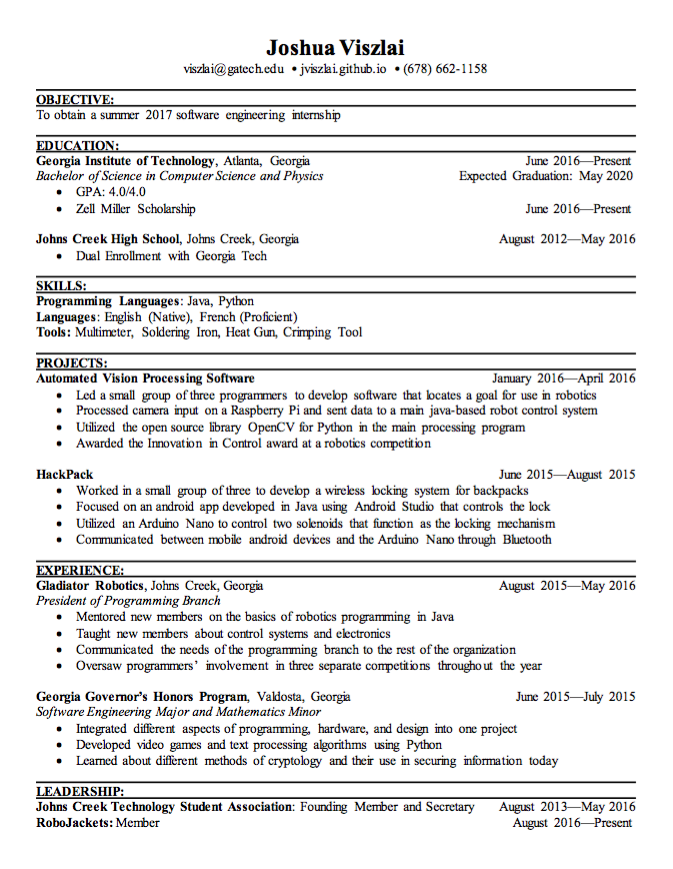 Joshua Viszlai
viszlai@gatech.edu • jviszlai.github.io • (678) 662-1158
OBJECTIVE:
To obtain a summer 2017 software engineering internship
EDUCATION:
Georgia Institute of Technology, Atlanta, Georgia June 2016—Present
Bachelor of Science in Computer Science and Physics Expected Graduation: May 2020
• GPA: 4.0/4.0
• Zell Miller Scholarship June 2016—Present
Johns Creek High School, Johns Creek, Georgia August 2012—May 2016
• Dual Enrollment with Georgia Tech
SKILLS:
Programming Languages: Java, Python
Languages: English (Native), French (Proficient)
Tools: Multimeter, Soldering Iron, Heat Gun, Crimping Tool
PROJECTS:
Automated Vision Processing Software January 2016—April 2016
• Led a small group of three programmers to develop software that locates a goal for use in robotics
• Processed camera input on a Raspberry Pi and sent data to a main java-based robot control system
• Utilized the open source library OpenCV for Python in the main processing program
• Awarded the Innovation in Control award at a robotics competition
HackPack June 2015—August 2015
• Worked in a small group of three to develop a wireless locking system for backpacks
• Focused on an android app developed in Java using Android Studio that controls the lock
• Utilized an Arduino Nano to control two solenoids that function as the locking mechanism
• Communicated between mobile android devices and the Arduino Nano through Bluetooth
EXPERIENCE:
Gladiator Robotics, Johns Creek, Georgia August 2015—May 2016
President of Programming Branch
• Mentored new members on the basics of robotics programming in Java
• Taught new members about control systems and electronics
• Communicated the needs of the programming branch to the rest of the organization
• Oversaw programmers' involvement in three separate competitions throughout the year
Georgia Governor's Honors Program, Valdosta, Georgia June 2015—July 2015
Software Engineering Major and Mathematics Minor
• Integrated different aspects of programming, hardware, and design into one project
• Developed video games and text processing algorithms using Python
• Learned about different methods of cryptology and their use in securing information today
LEADERSHIP:
Johns Creek Technology Student Association: Founding Member and Secretary August 2013—May 2016
RoboJackets: Member August 2016—Present